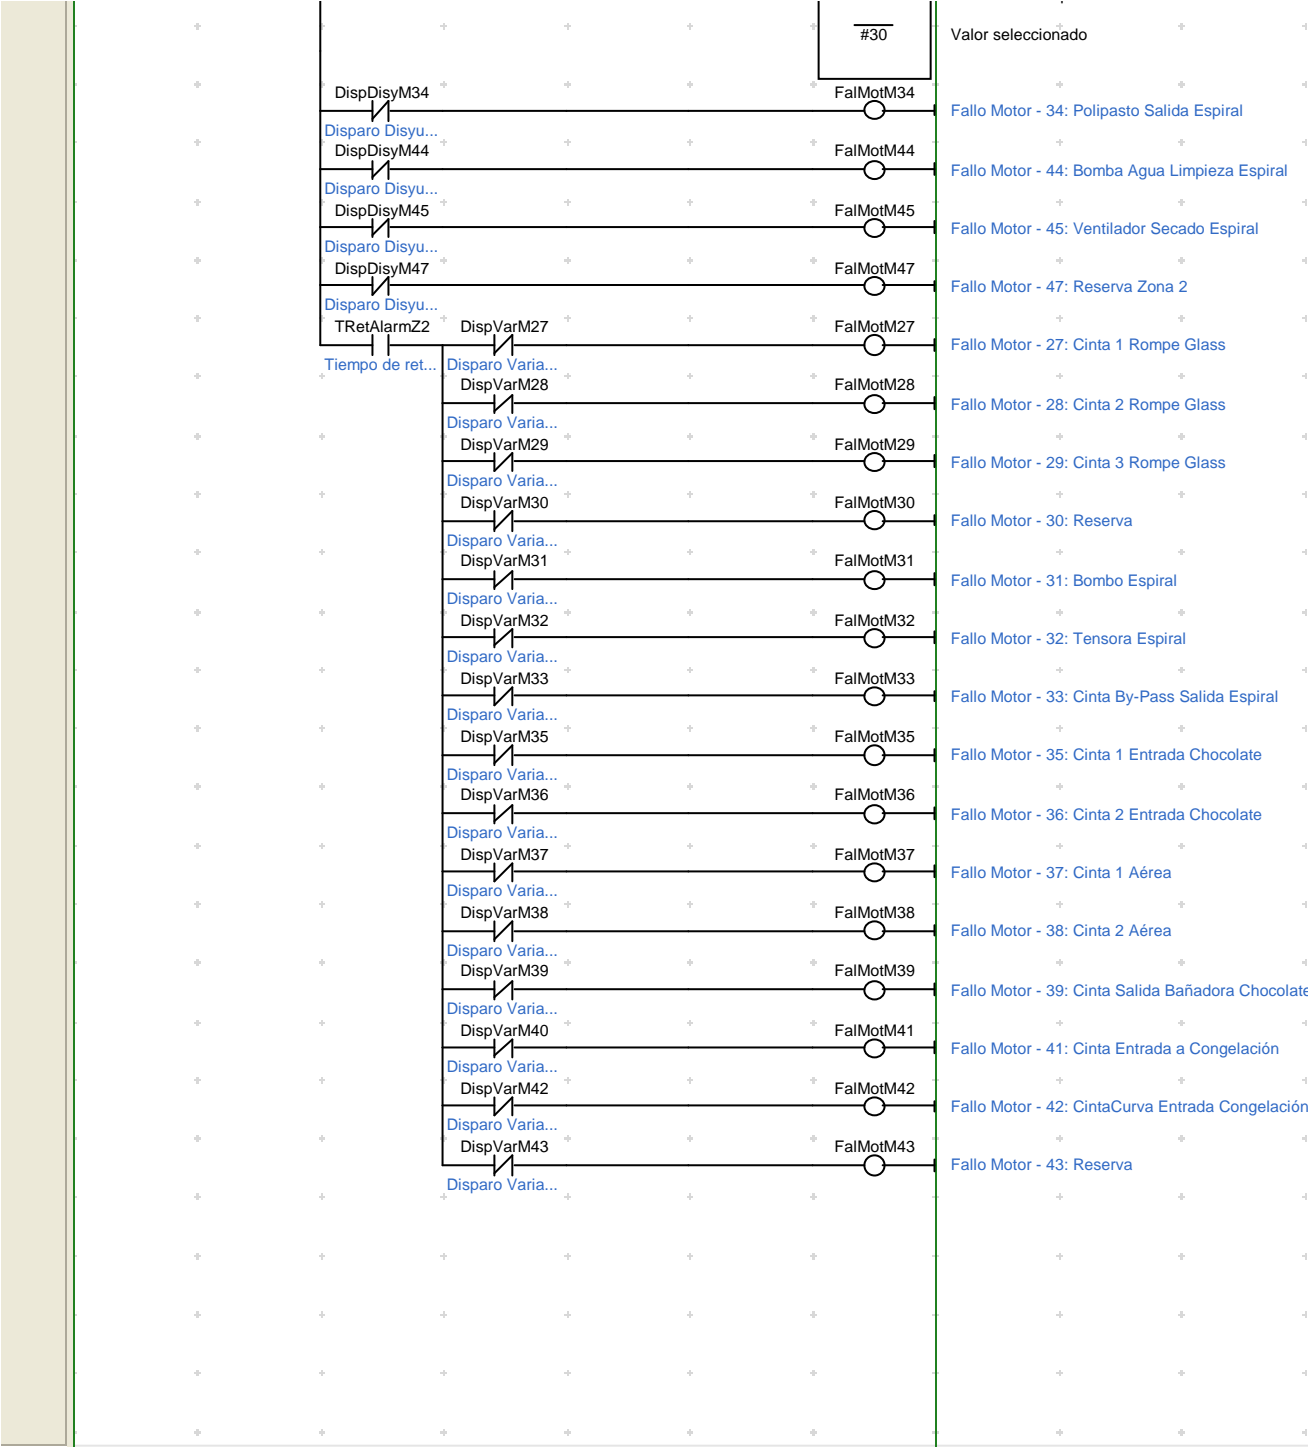 #30 Valor seleccionado
DispDisyM34 FalMotM34
Fallo Motor - 34: Polipasto Salida Espiral
Disparo Disyu...
DispDisyM44 FalMotM44
Fallo Motor - 44: Bomba Agua Limpieza Espiral
Disparo Disyu...
DispDisyM45 FalMotM45
Fallo Motor - 45: Ventilador Secado Espiral
Disparo Disyu...
DispDisyM47 FalMotM47
Fallo Motor - 47: Reserva Zona 2
Disparo Disyu...
TRetAlarmZ2 DispVarM27 FalMotM27
Fallo Motor - 27: Cinta 1 Rompe Glass
Tiempo de ret... Disparo Varia...
DispVarM28 FalMotM28
Fallo Motor - 28: Cinta 2 Rompe Glass
Disparo Varia...
DispVarM29 FalMotM29
Fallo Motor - 29: Cinta 3 Rompe Glass
Disparo Varia...
DispVarM30 FalMotM30
Fallo Motor - 30: Reserva
Disparo Varia...
DispVarM31 FalMotM31
Fallo Motor - 31: Bombo Espiral
Disparo Varia...
DispVarM32 FalMotM32
Fallo Motor - 32: Tensora Espiral
Disparo Varia...
DispVarM33 FalMotM33
Fallo Motor - 33: Cinta By-Pass Salida Espiral
Disparo Varia...
DispVarM35 FalMotM35
Fallo Motor - 35: Cinta 1 Entrada Chocolate
Disparo Varia...
DispVarM36 FalMotM36
Fallo Motor - 36: Cinta 2 Entrada Chocolate
Disparo Varia...
DispVarM37 FalMotM37
Fallo Motor - 37: Cinta 1 Aérea
Disparo Varia...
DispVarM38 FalMotM38
Fallo Motor - 38: Cinta 2 Aérea
Disparo Varia...
DispVarM39 FalMotM39
Fallo Motor - 39: Cinta Salida Bañadora Chocolate
Disparo Varia...
DispVarM40 FalMotM41
Fallo Motor - 41: Cinta Entrada a Congelación
Disparo Varia...
DispVarM42 FalMotM42
Fallo Motor - 42: CintaCurva Entrada Congelación
Disparo Varia...
DispVarM43 FalMotM43
Fallo Motor - 43: Reserva
Disparo Varia...